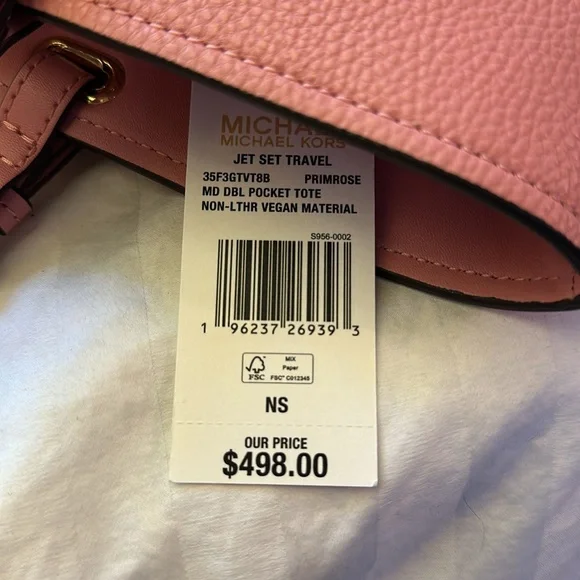 MICHAEL
MICHAEL KORS
JET SET TRAVEL
35F3GTVT8B PRIMROSE
MD DBL POCKET TOTE
NON-LTHR VEGAN MATERIAL
S956-0002
1 96237 26939 3
FSC
MIX
Paper
FSC® C012345
NS
OUR PRICE
$498.00